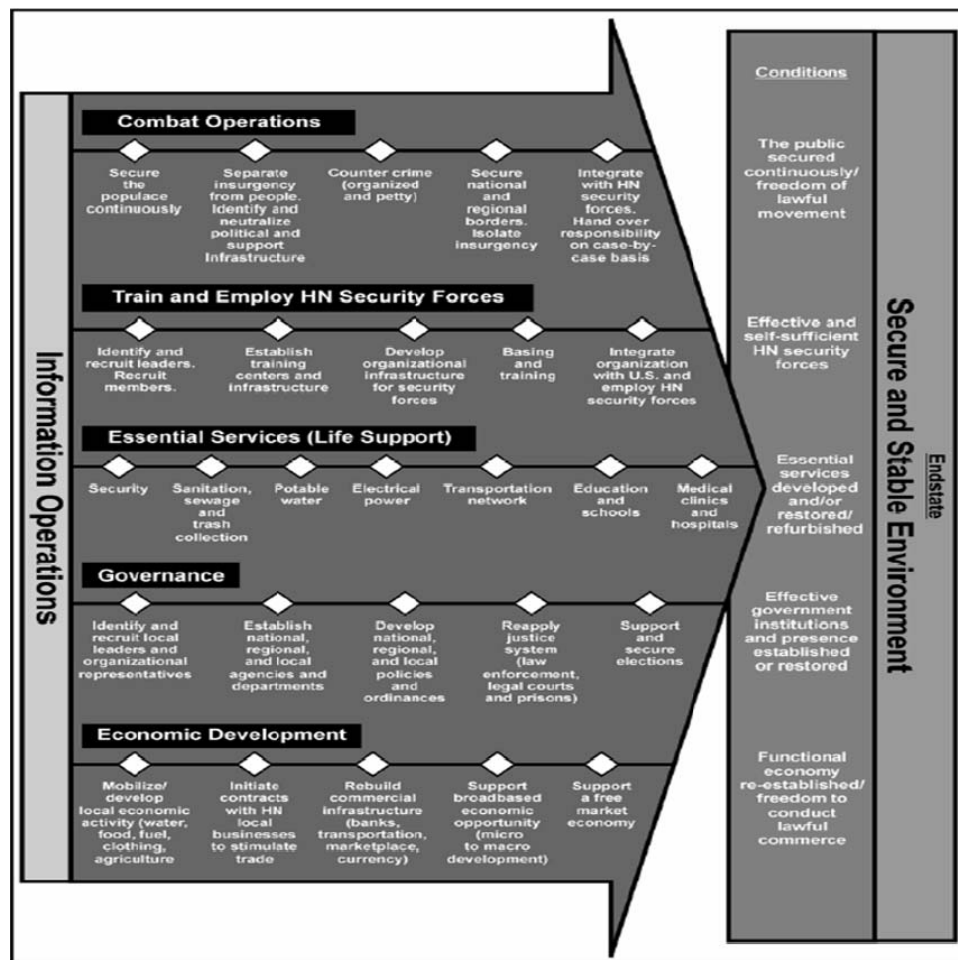 Information Operations
Combat Operations
Secure
the
populace
continuously
Separate
insurgency
from people.
Identify and
neutralize
political and
support
Infrastructure
Counter crime
(organized
and petty)
Secure
national
and
regional
borders.
Isolate
insurgency
Integrate
with HN
security
forces.
Hand over
responsibility
on case-by-
case basis
Train and Employ HN Security Forces
Identify and
recruit leaders.
Recruit
members.
Establish
training
centers and
infrastructure
Develop
organizational
infrastructure
for security
forces
Basing
and
training
Integrate
organization
with U.S. and
employ HN
security forces
Essential Services (Life Support)
Security
Sanitation,
sewage
and
trash
collection
Potable
water
Electrical
power
Transportation
network
Education
and
schools
Medical
clinics
and
hospitals
Governance
Identify and
recruit local
leaders and
organizational
representatives
Establish
national,
regional,
and local
agencies and
departments
Develop
national,
regional,
and local
policies
and
ordinances
Reapply
justice
system
(law
enforcement,
legal courts
and prisons)
Support
and
secure
elections
Economic Development
Mobilize/
develop
local economic
activity (water,
food, fuel,
clothing,
agriculture
Initiate
contracts
with HN
local
businesses
to stimulate
trade
Rebuild
commercial
infrastructure
(banks,
transportation,
marketplace,
currency)
Support
broadbased
economic
opportunity
(micro
to macro
development)
Support
a free
market
economy
Conditions
The public
secured
continuously/
freedom of
lawful
movement
Effective and
self-sufficient
HN security
forces
Essential
services
developed
and/or
restored/
refurbished
Effective
government
institutions
and presence
established
or restored
Functional
economy
re-established/
freedom to
conduct
lawful
commerce
Endstate
Secure and Stable Environment